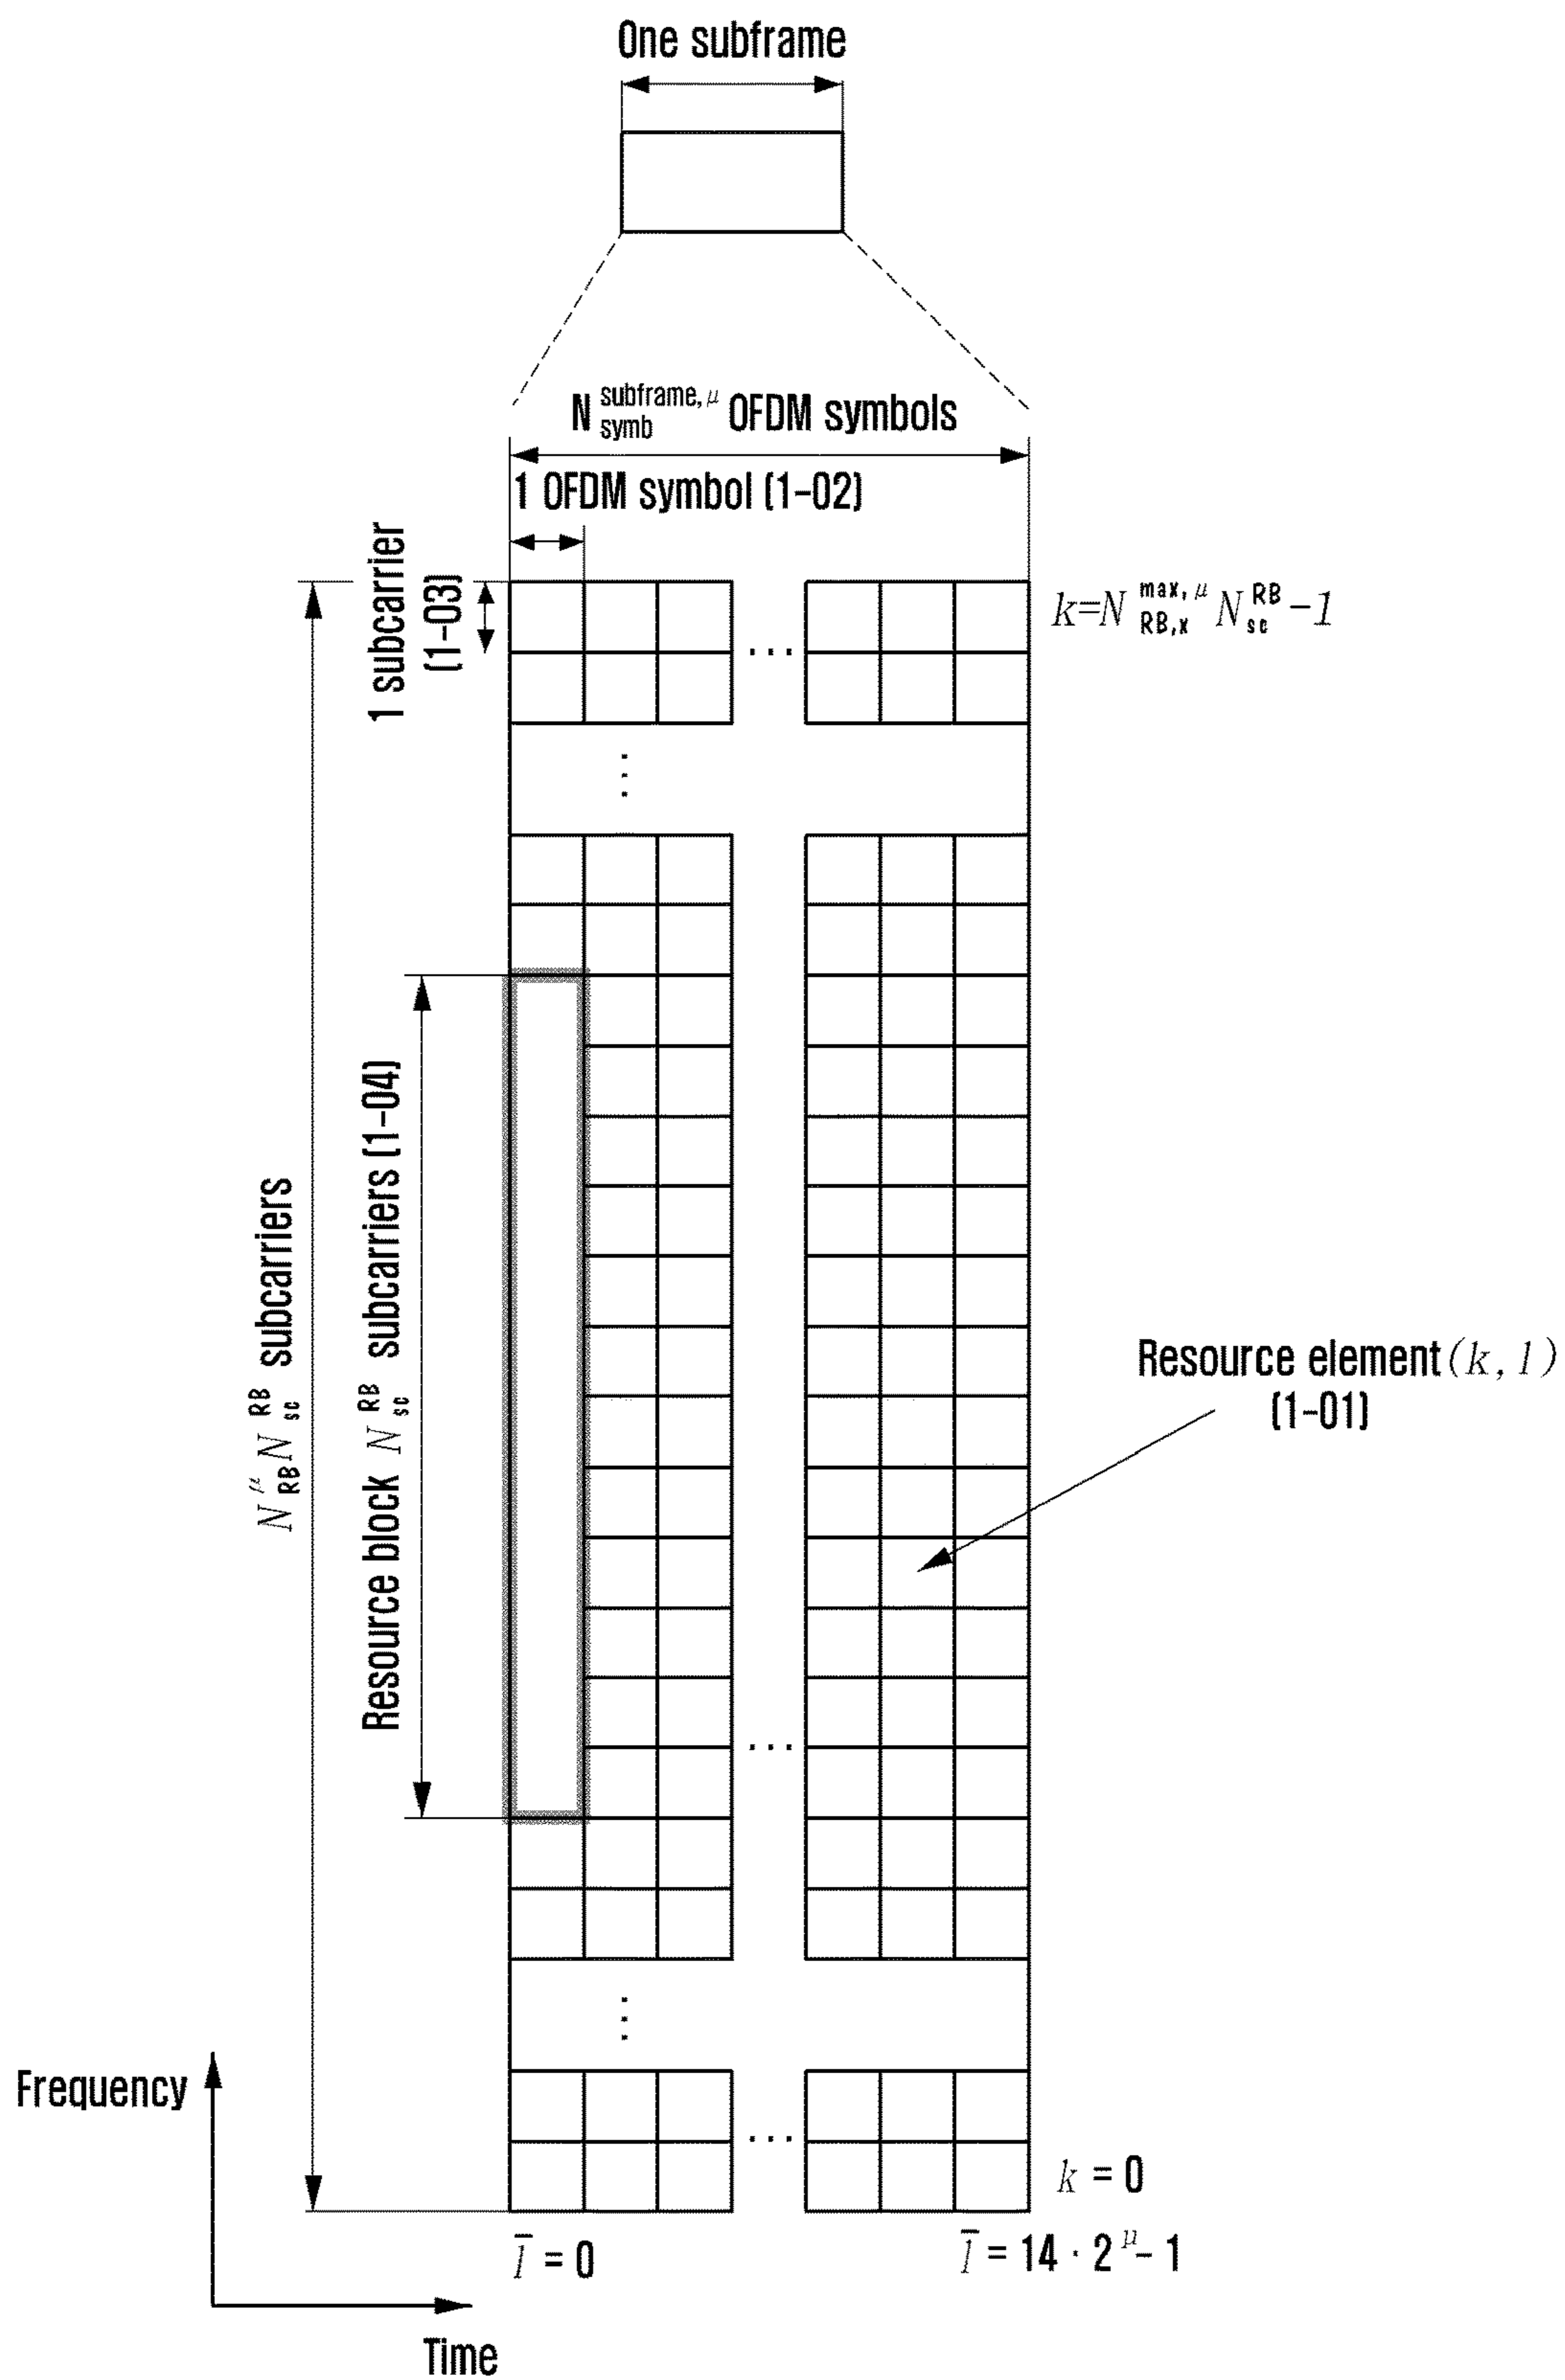 One subframe
N subframe, μ symb OFDM symbols
1 OFDM symbol (1-02)
1 subcarrier
(1-03)
k=N max, μ RB,x N RB sc -1
...
⋮
N μ RB N RB sc subcarriers
Resource block N RB sc subcarriers (1-04)
Resource element (k, l)
(1-01)
...
⋮
Frequency
...
k = 0
l̄ = 0
l̄ = 14 · 2 μ - 1
Time